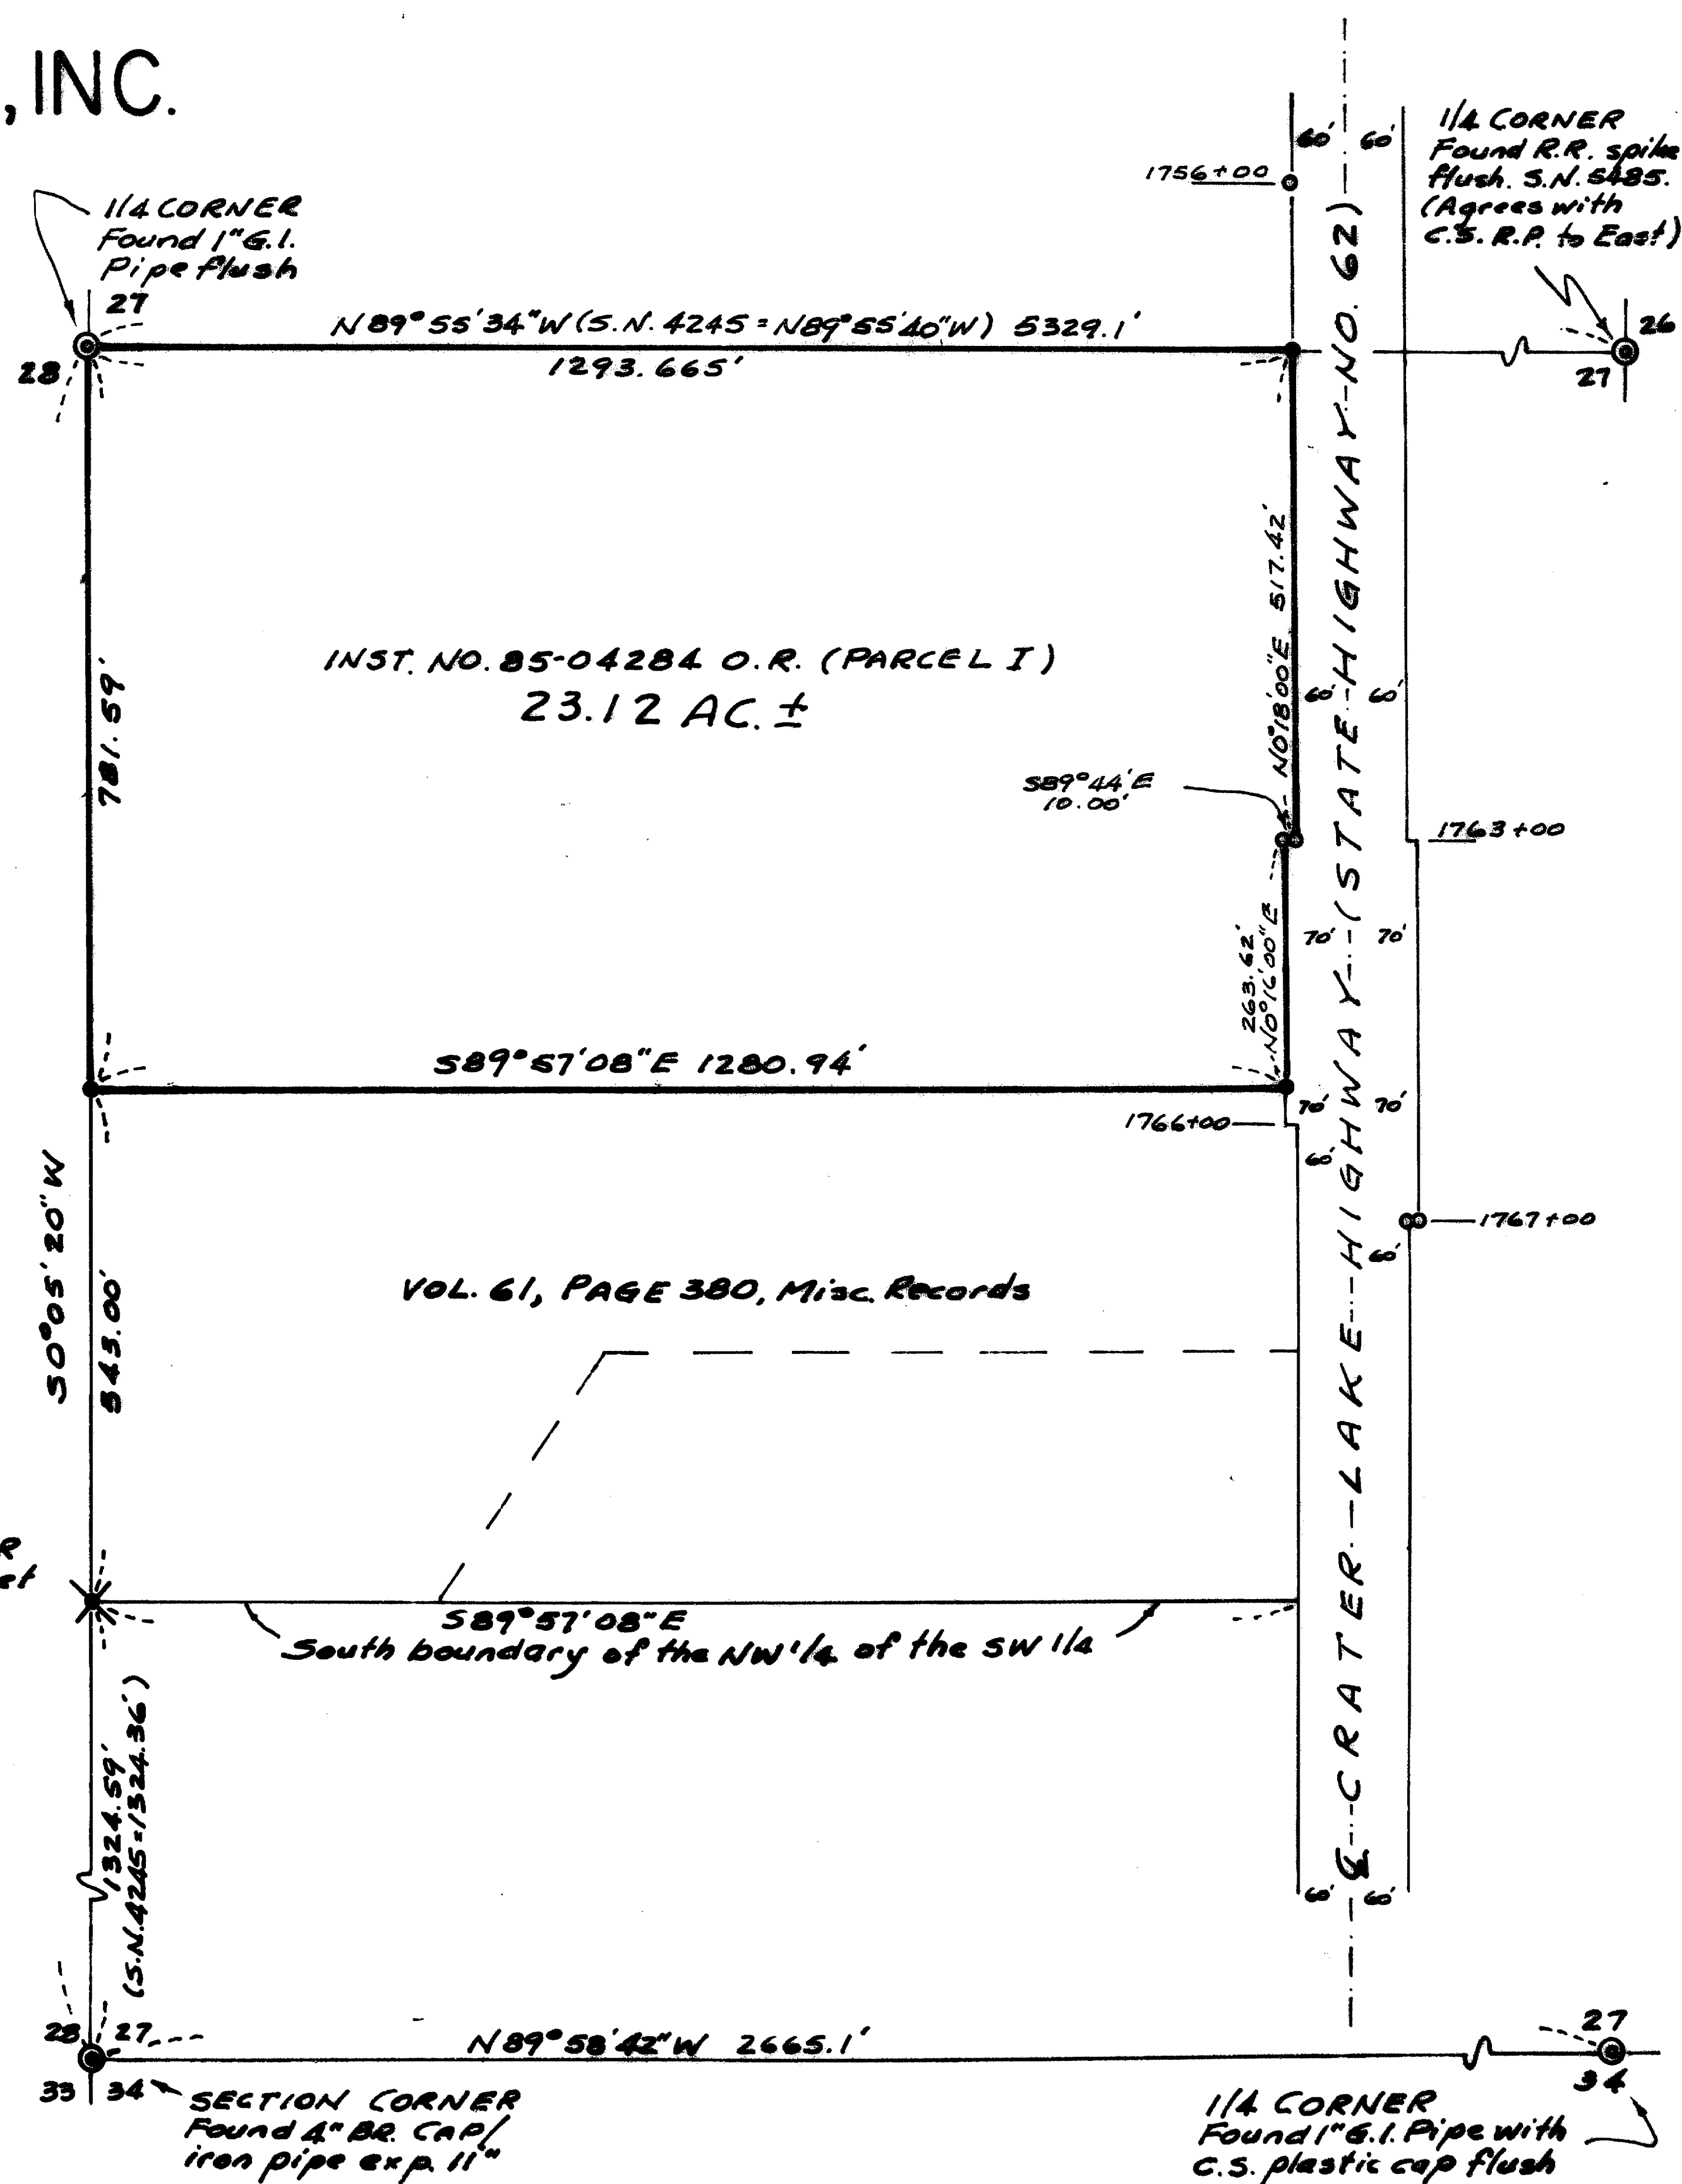 , INC.
1/4 CORNER
Found R.R. spike
flush. S.N. 5485.
(Agrees with
C.S. R.P. to East)
60' 60'
1756+00
1/4 CORNER
Found 1" G.I.
Pipe flush
27
28
N89°55'34"W (S.N. 4245 = N89°55'40"W) 5329.1'
1293.665'
26
27
INST. NO. 85-04284 O.R. (PARCEL I)
23.12 AC. ±
781.59'
N0°18'00"E 517.42'
60' 60'
S89°44'E
10.00'
1763+00
263.62'
N0°16'00"E
70' 70'
S89°57'08"E 1280.94'
70' 70'
1766+00
60'
1767+00
60'
S0°05'20"W
543.00'
VOL. 61, PAGE 380, Misc. Records
℄ CRATER LAKE HIGHWAY (STATE HIGHWAY NO. 62)
R
et
S89°57'08"E
South boundary of the NW 1/4 of the SW 1/4
1324.59'
(S.N. 4245=1324.36')
60' 60'
28 27
33 34
N89°58'42"W 2665.1'
27
34
SECTION CORNER
Found 4" BR. CAP/
iron pipe exp. 11"
1/4 CORNER
Found 1" G.I. Pipe with
C.S. plastic cap flush